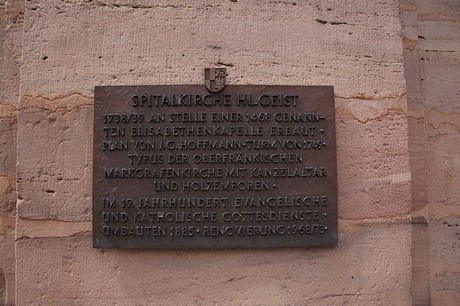 SPITALKIRCHE HL. GEIST
1738/39 AN STELLE EINER 1468 GENANN-
TEN ELISABETHENKAPELLE ERBAUT -
PLAN VON J.G. HOFFMANN - TURM VON 1748 -
TYPUS DER OBERFRÄNKISCHEN
MARKGRAFENKIRCHE MIT KANZELALTAR
UND HOLZEMPOREN -
IM 19. JAHRHUNDERT EVANGELISCHE
UND KATHOLISCHE GOTTESDIENSTE -
UMBAUTEN 1885 - RENOVIERUNG 1968/73 -